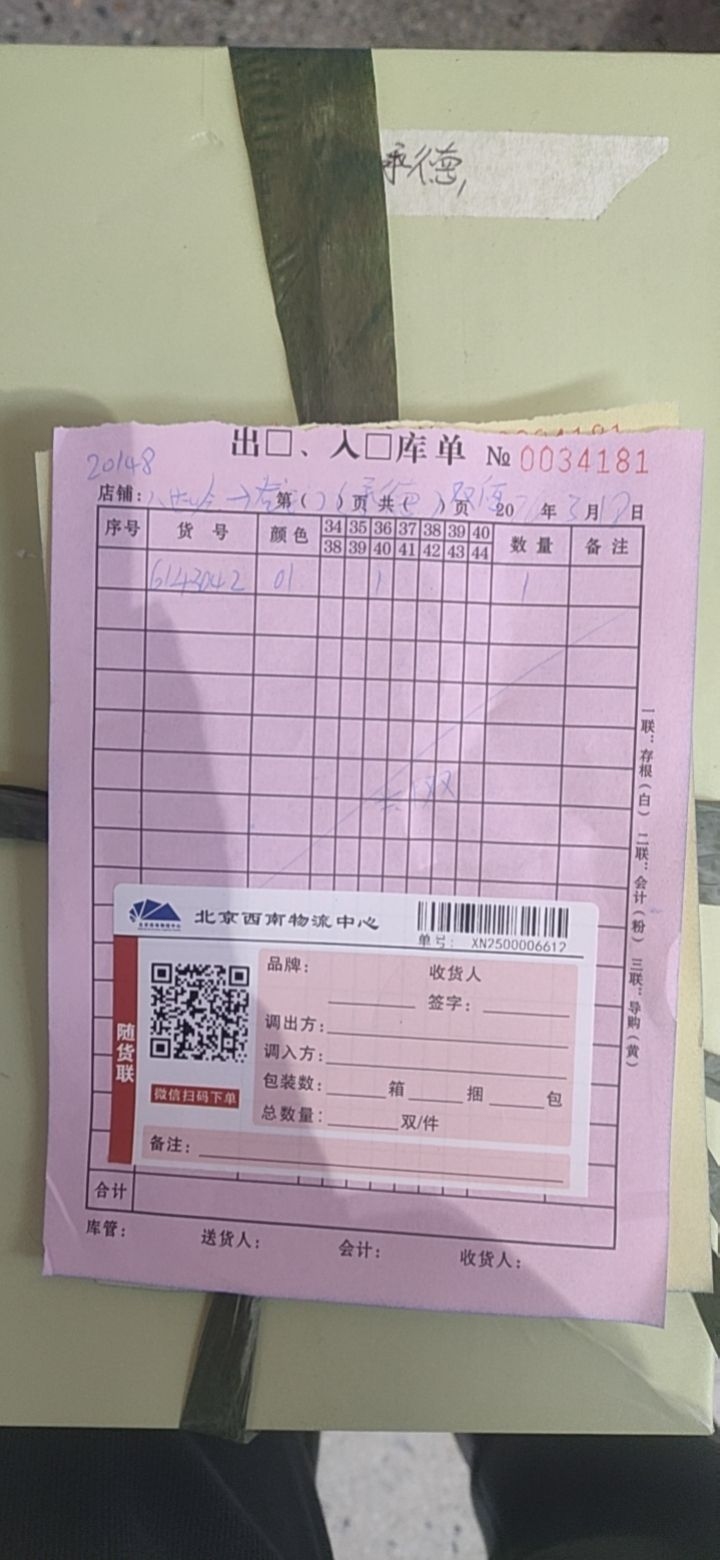 承德,
出□、入□库单 № 0034181
20148
店铺: 第( )页 共( )页 20 年 3月 日
序号 货号 颜色 34 35 36 37 38 39 40 数量 备注
38 39 40 41 42 43 44
6143042 01 1 1
共1双
一联:存根(白) 二联:会计(粉) 三联:导购(黄)
北京西南物流中心
单号: XN2500006612
随货联
微信扫码下单
品牌: 收货人
签字:
调出方:
调入方:
包装数: 箱 捆 包
总数量: 双/件
备注:
合计
库管: 送货人: 会计: 收货人: